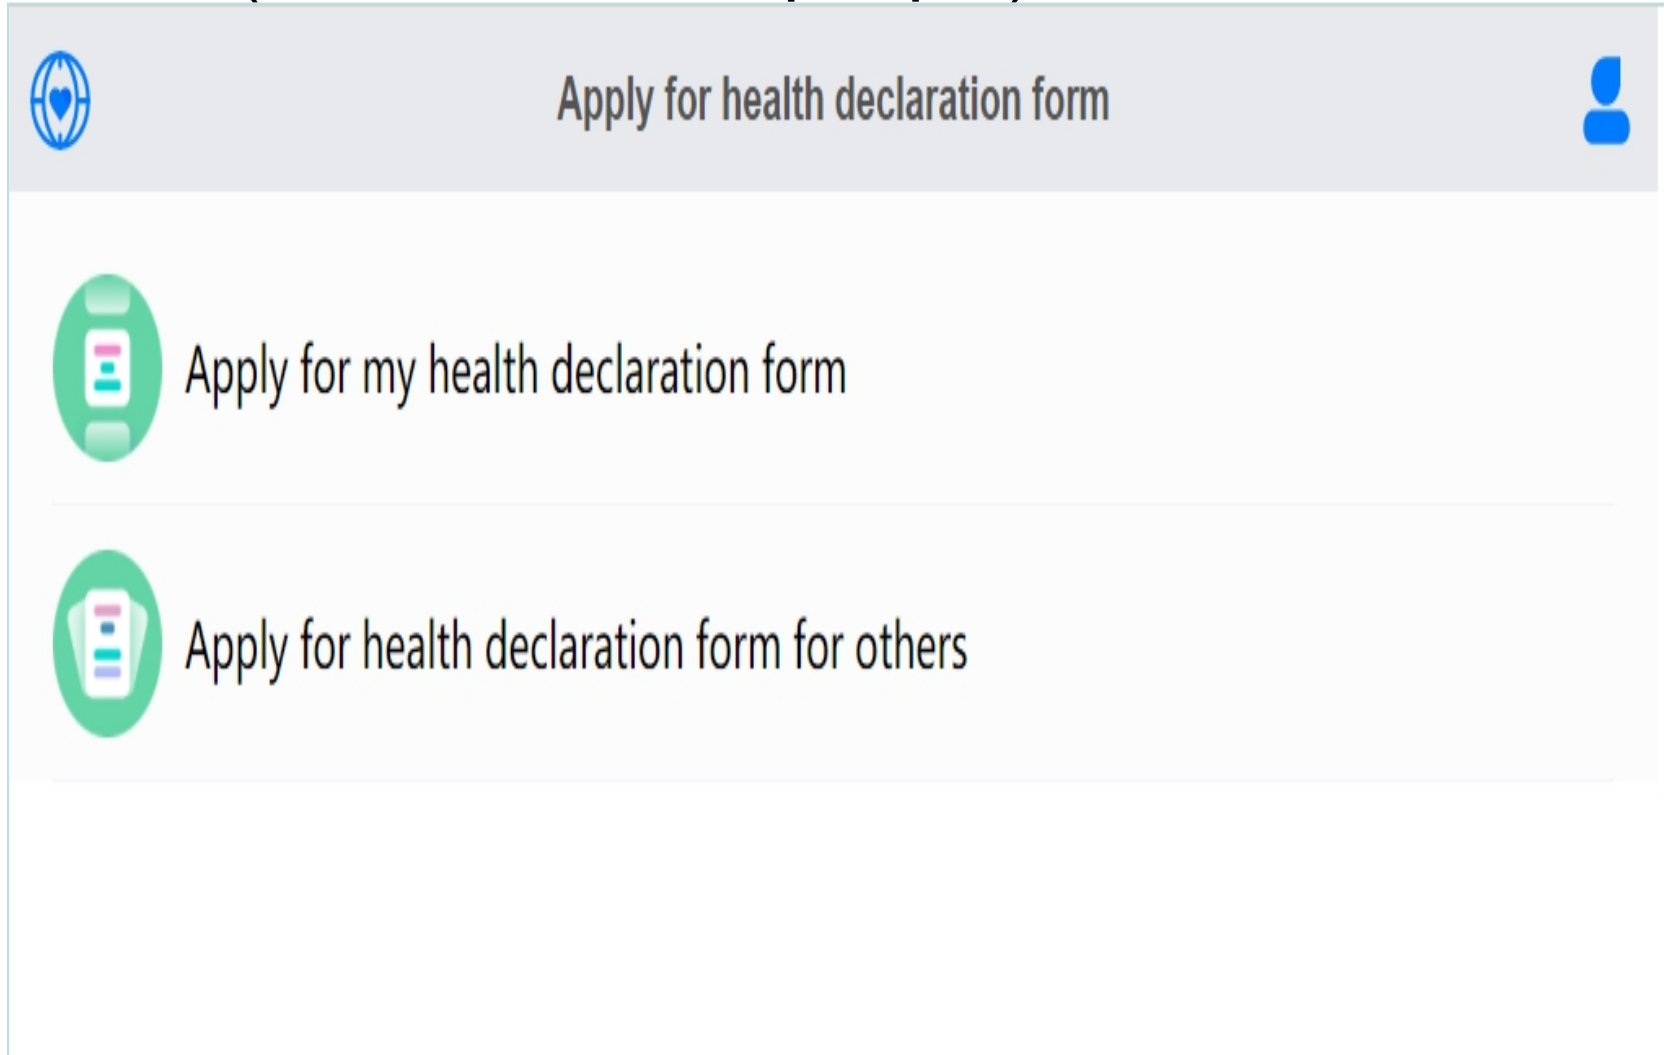 Apply for health declaration form
Apply for my health declaration form
Apply for health declaration form for others